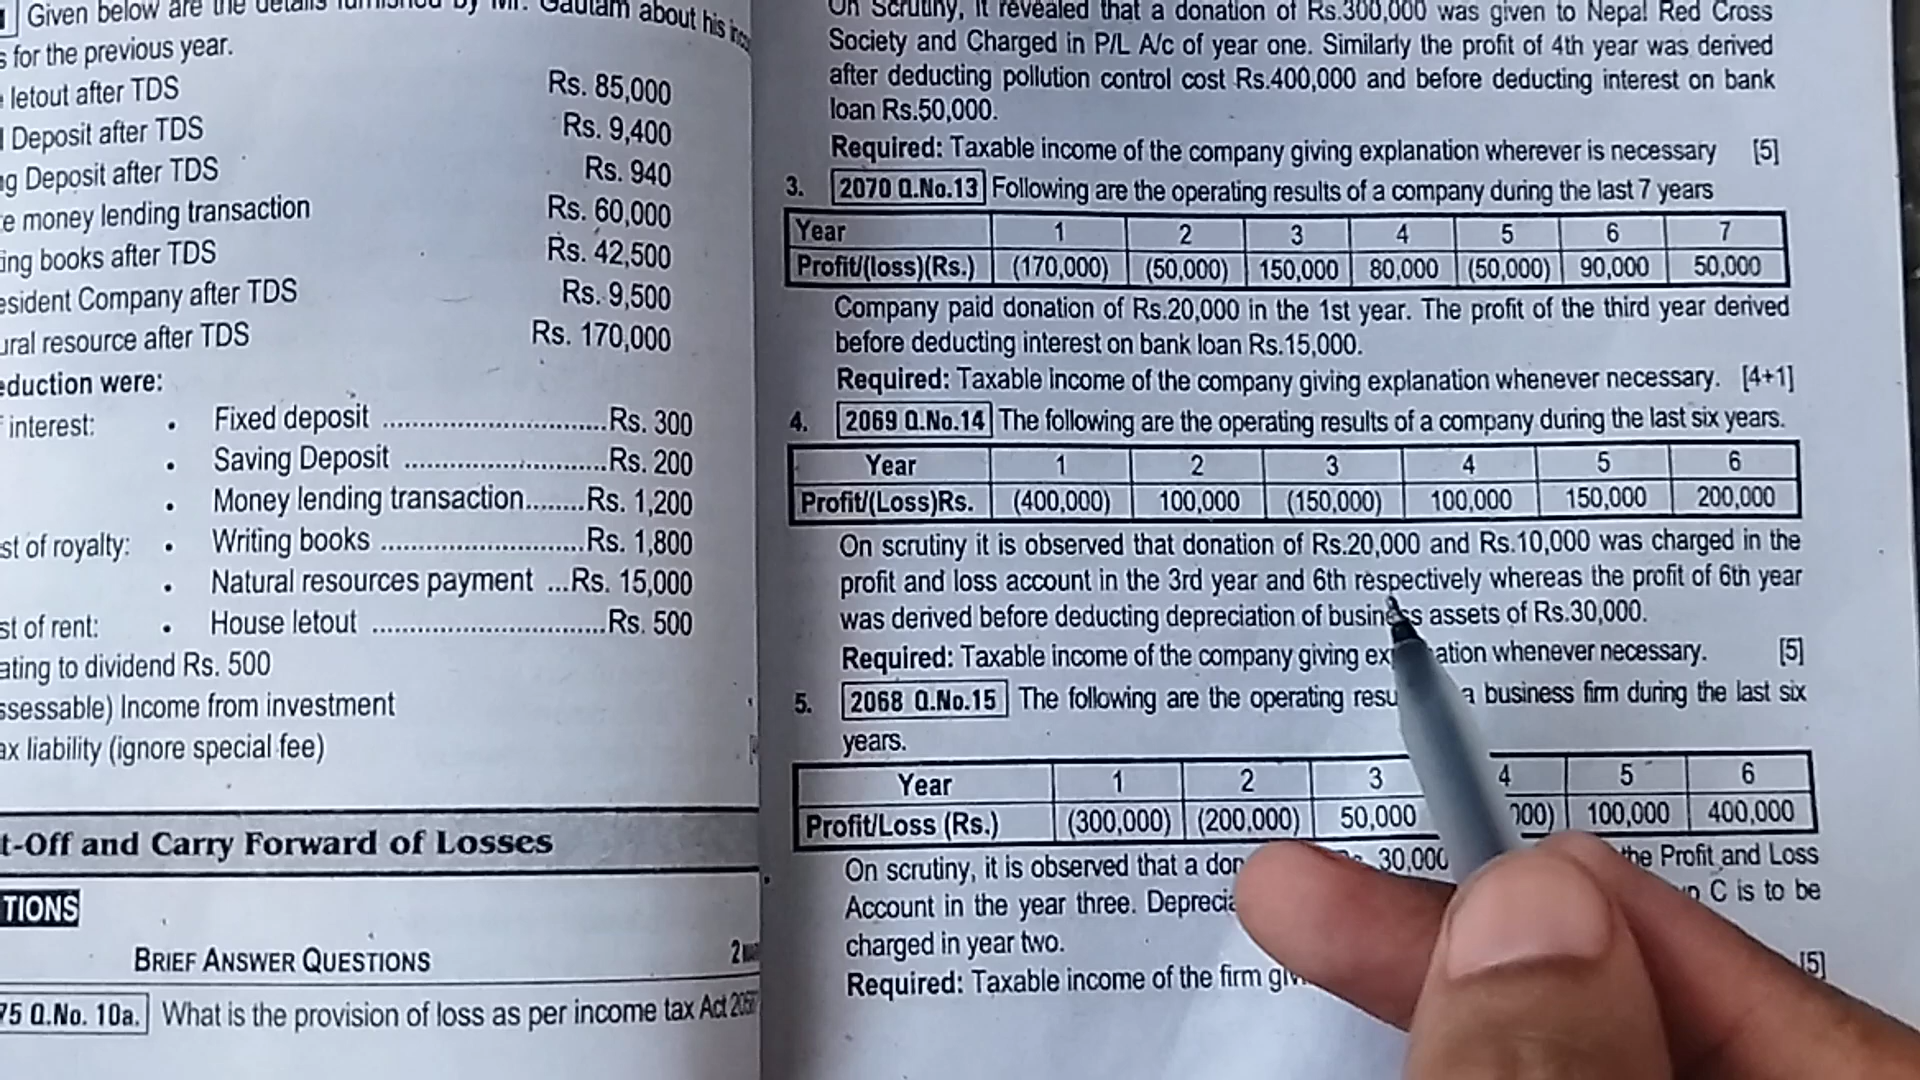 Given below are the details furnished by Mr. Gautam about his
s for the previous year.
letout after TDS Rs. 85,000
Deposit after TDS Rs. 9,400
g Deposit after TDS Rs. 940
e money lending transaction Rs. 60,000
ing books after TDS Rs. 42,500
esident Company after TDS Rs. 9,500
ural resource after TDS Rs. 170,000
eduction were:
interest: • Fixed deposit ............................Rs. 300
• Saving Deposit ..........................Rs. 200
• Money lending transaction........Rs. 1,200
st of royalty: • Writing books ..........................Rs. 1,800
• Natural resources payment ...Rs. 15,000
st of rent: • House letout ..............................Rs. 500
ating to dividend Rs. 500
ssessable) Income from investment
ax liability (ignore special fee)
t-Off and Carry Forward of Losses
TIONS
BRIEF ANSWER QUESTIONS 2
75 Q.No. 10a. What is the provision of loss as per income tax Act
On Scrutiny, it revealed that a donation of Rs.300,000 was given to Nepal Red Cross
Society and Charged in P/L A/c of year one. Similarly the profit of 4th year was derived
after deducting pollution control cost Rs.400,000 and before deducting interest on bank
loan Rs.50,000.
Required: Taxable income of the company giving explanation wherever is necessary [5]
3. 2070 Q.No.13 Following are the operating results of a company during the last 7 years
Year 1 2 3 4 5 6 7
Profit/(loss)(Rs.) (170,000) (50,000) 150,000 80,000 (50,000) 90,000 50,000
Company paid donation of Rs.20,000 in the 1st year. The profit of the third year derived
before deducting interest on bank loan Rs.15,000.
Required: Taxable income of the company giving explanation whenever necessary. [4+1]
4. 2069 Q.No.14 The following are the operating results of a company during the last six years.
Year 1 2 3 4 5 6
Profit/(Loss)Rs. (400,000) 100,000 (150,000) 100,000 150,000 200,000
On scrutiny it is observed that donation of Rs.20,000 and Rs.10,000 was charged in the
profit and loss account in the 3rd year and 6th respectively whereas the profit of 6th year
was derived before deducting depreciation of business assets of Rs.30,000.
Required: Taxable income of the company giving ex ation whenever necessary. [5]
5. 2068 Q.No.15 The following are the operating resu a business firm during the last six
years.
Year 1 2 3 4 5 6
Profit/Loss (Rs.) (300,000) (200,000) 50,000 000) 100,000 400,000
On scrutiny, it is observed that a don 30,000 the Profit and Loss
Account in the year three. Deprecia C is to be
charged in year two.
Required: Taxable income of the firm gi [5]